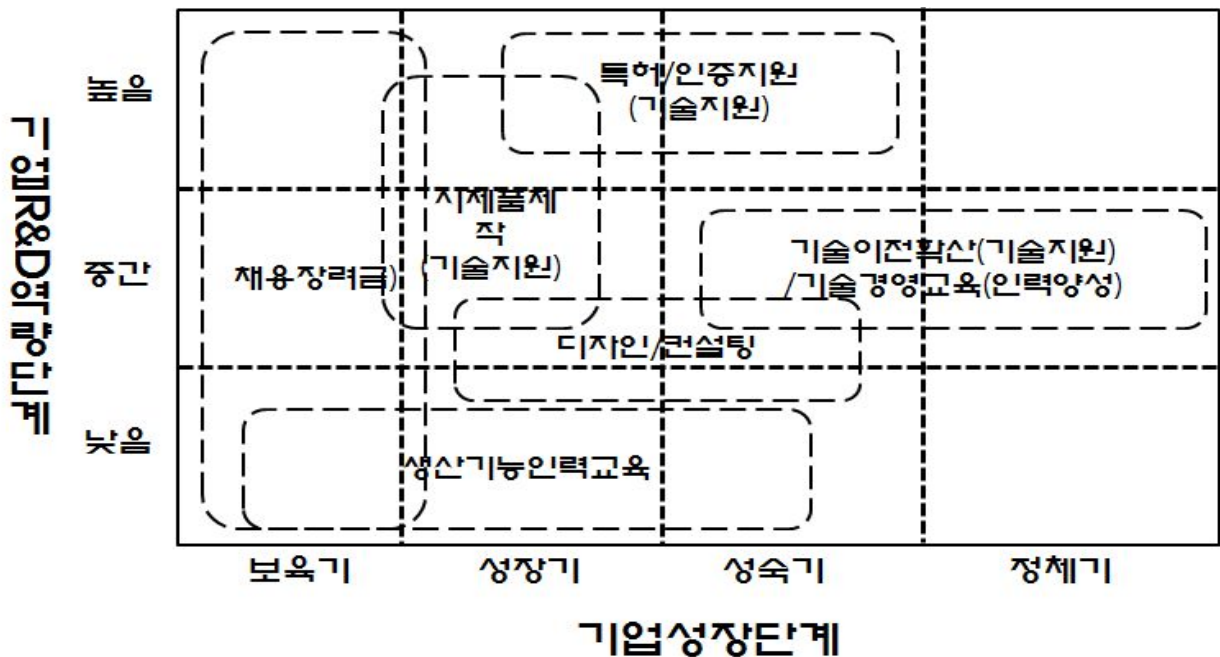 기업R&D역량단계
높음
중간
낮음
특허/인증지원
(기술지원)
시제품제
작
(기술지원)
채용장려금)
기술이전확산(기술지원)
/기술경영교육(인력양성)
디자인/컨설팅
생산기능인력교육
보육기
성장기
성숙기
정체기
기업성장단계